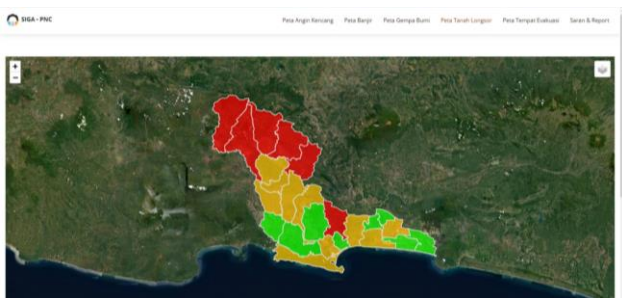 SIGA - PNC
Peta Angin Kencang Peta Banjir Peta Gempa Bumi Peta Tanah Longsor Peta Tempat Evakuasi Saran & Report
+
-